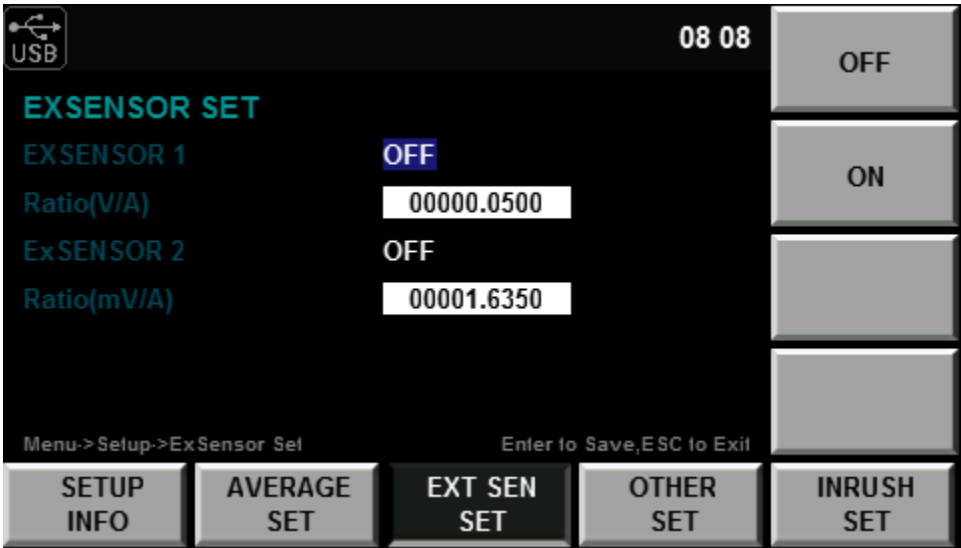 USB
08 08
OFF
EXSENSOR SET
EXSENSOR 1 OFF
ON
Ratio(V/A) 00000.0500
ExSENSOR 2 OFF
Ratio(mV/A) 00001.6350
Menu->Setup->ExSensor Set
Enter to Save,ESC to Exit
SETUP
INFO
AVERAGE
SET
EXT SEN
SET
OTHER
SET
INRUSH
SET